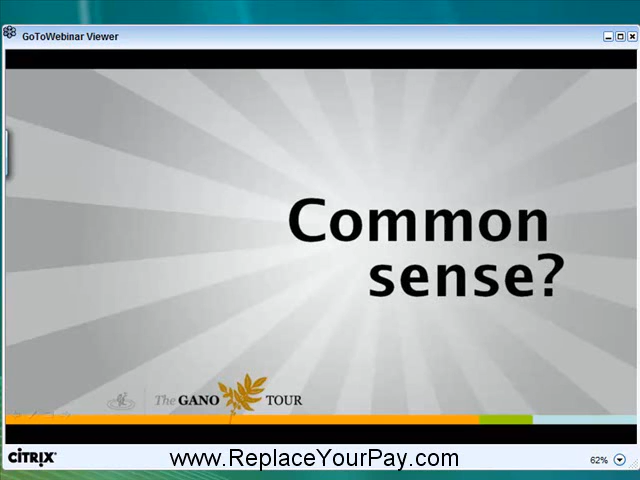 GoToWebinar Viewer
Common
sense?
The GANO TOUR
CITRIX
www.ReplaceYourPay.com
62%